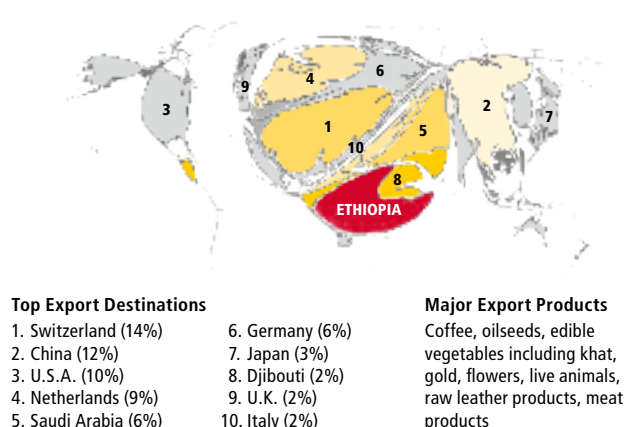 4
6
9
2
3
7
1
5
10
8
ETHIOPIA
Top Export Destinations
1. Switzerland (14%)
2. China (12%)
3. U.S.A. (10%)
4. Netherlands (9%)
5. Saudi Arabia (6%)
6. Germany (6%)
7. Japan (3%)
8. Djibouti (2%)
9. U.K. (2%)
10. Italy (2%)
Major Export Products
Coffee, oilseeds, edible
vegetables including khat,
gold, flowers, live animals,
raw leather products, meat
products